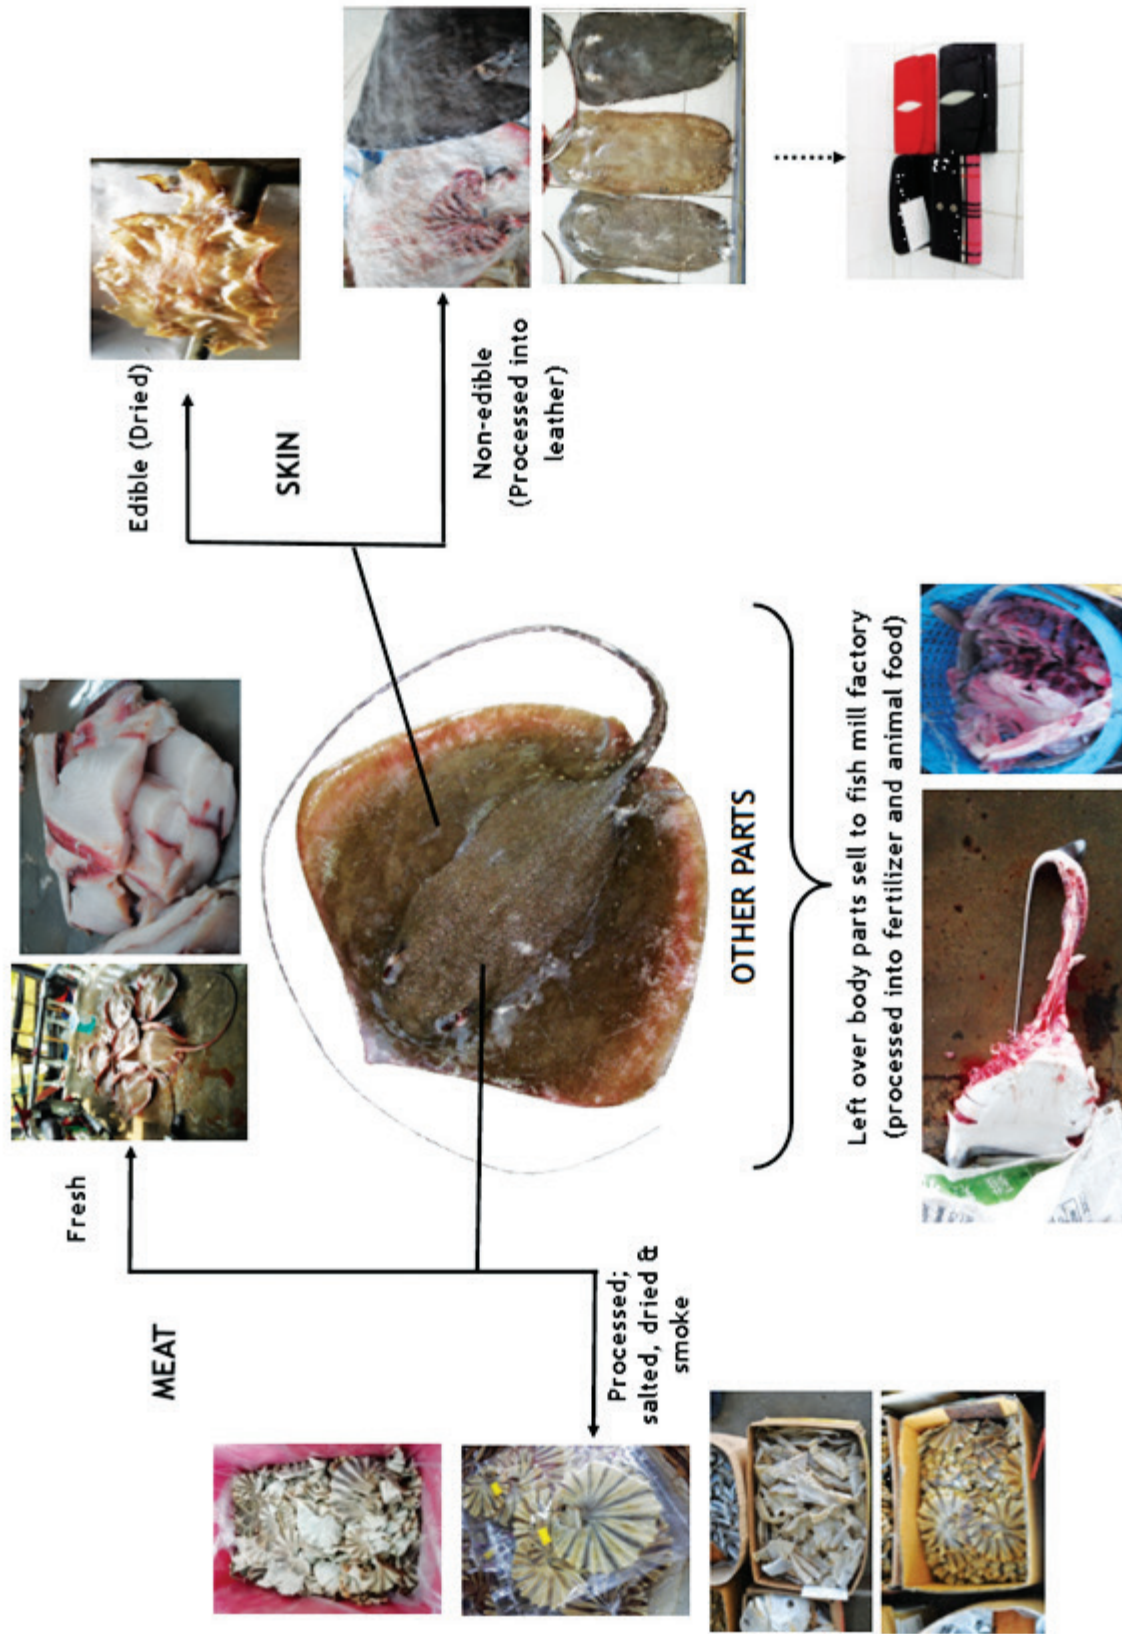 MEAT
Fresh
Processed;
salted, dried &
smoke
SKIN
Edible (Dried)
Non-edible
(Processed into
leather)
OTHER PARTS
Left over body parts sell to fish mill factory
(processed into fertilizer and animal food)